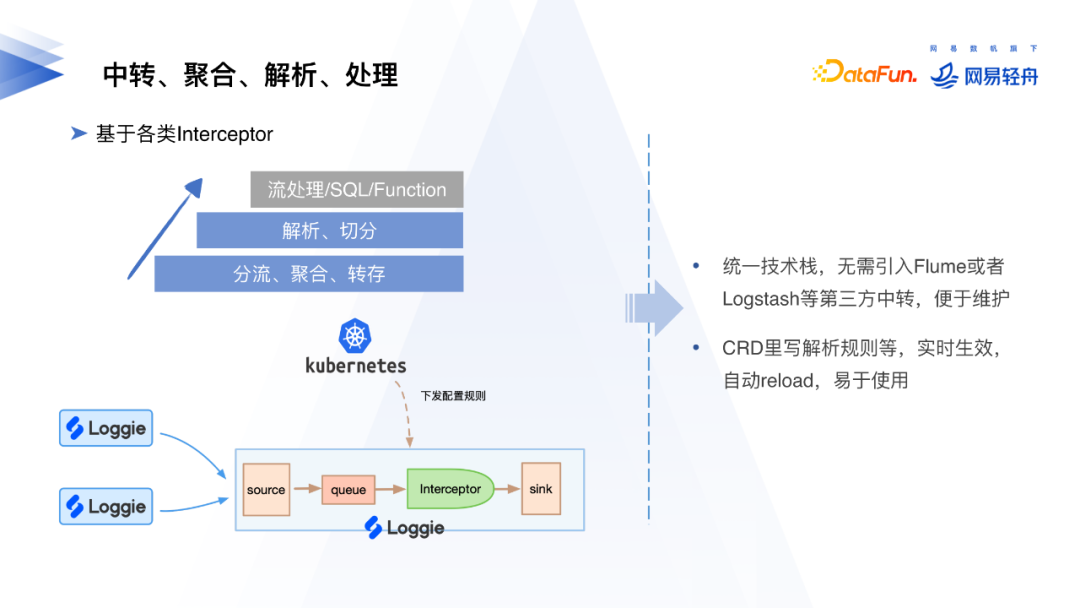 中转、聚合、解析、处理
网易数帆旗下
DataFun.
网易轻舟
基于各类Interceptor
流处理/SQL/Function
解析、切分
分流、聚合、转存
统一技术栈，无需引入Flume或者
Logstash等第三方中转，便于维护
CRD里写解析规则等，实时生效，
自动reload，易于使用
kubernetes
下发配置规则
Loggie
Loggie
source
queue
Interceptor
sink
Loggie